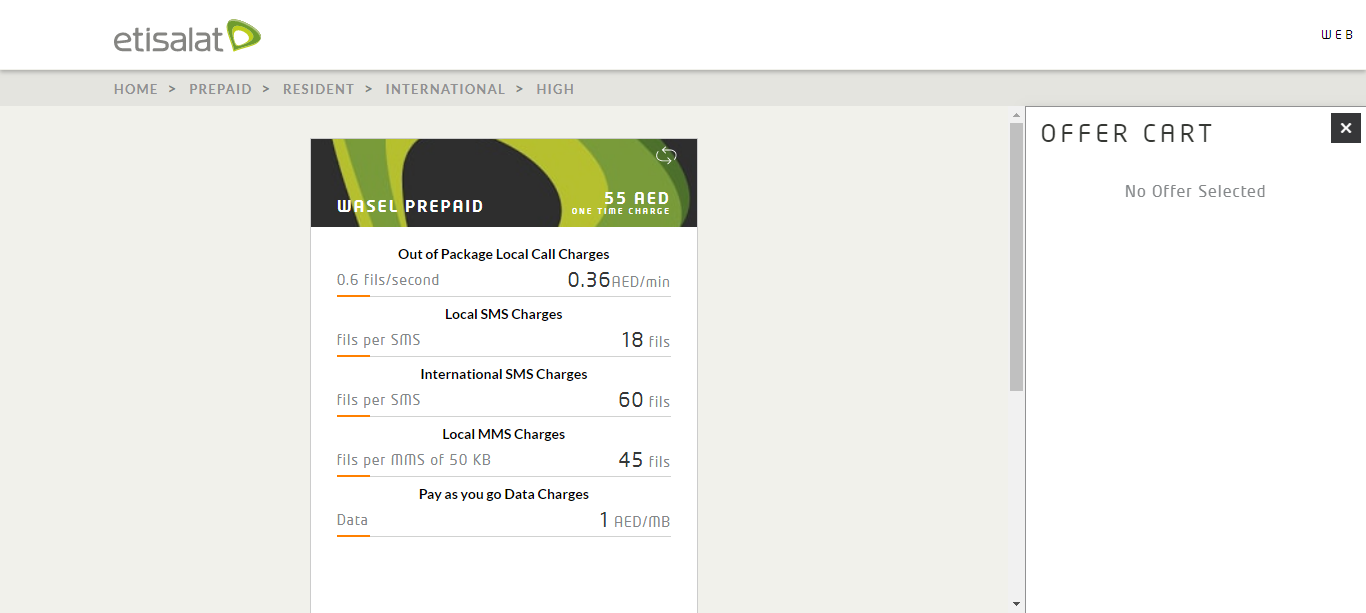 etisalat
WEB
HOME > PREPAID > RESIDENT > INTERNATIONAL > HIGH
OFFER CART
No Offer Selected
WASEL PREPAID
55 AED
ONE TIME CHARGE
Out of Package Local Call Charges
0.6 fils/second 0.36AED/min
Local SMS Charges
fils per SMS 18 fils
International SMS Charges
fils per SMS 60 fils
Local MMS Charges
fils per MMS of 50 KB 45 fils
Pay as you go Data Charges
Data 1 AED/MB